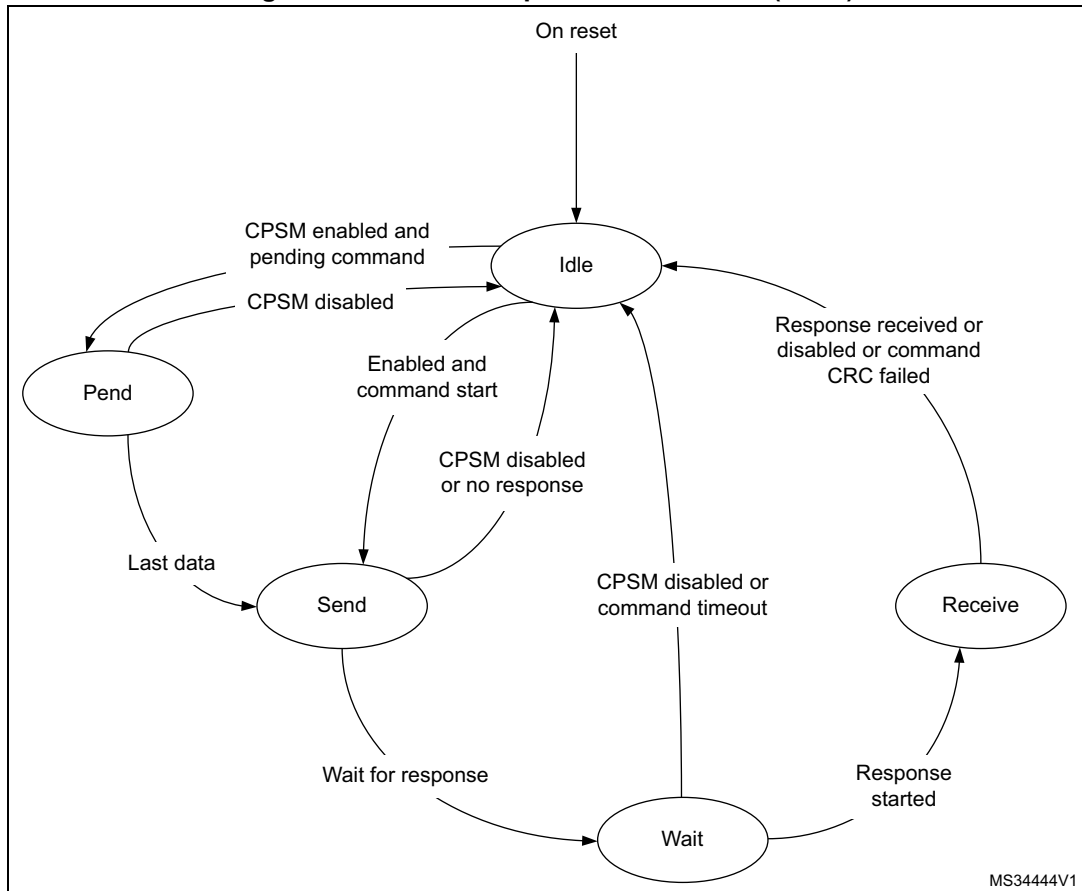 On reset
CPSM enabled and
pending command
Idle
CPSM disabled
Response received or
disabled or command
CRC failed
Enabled and
command start
Pend
CPSM disabled
or no response
Last data
CPSM disabled or
command timeout
Send
Receive
Wait for response
Response
started
Wait
MS34444V1